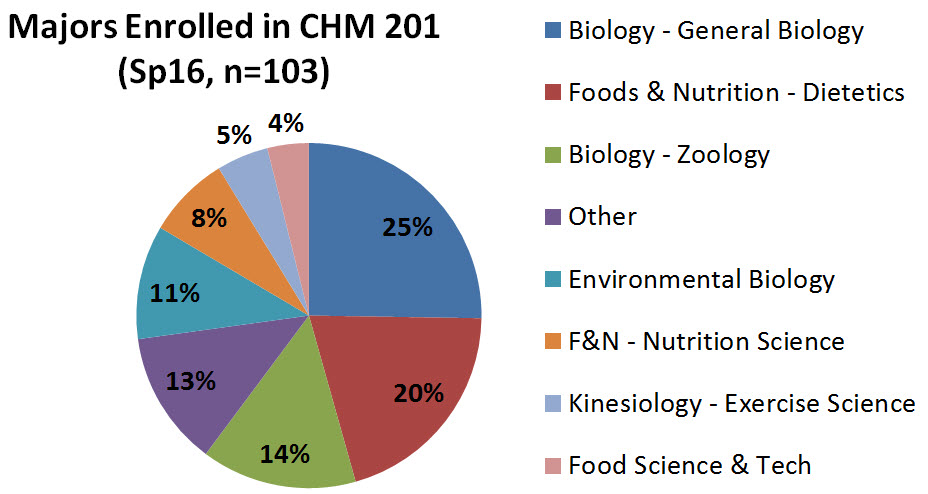 Majors Enrolled in CHM 201
(Sp16, n=103)
4%
5%
8%
25%
11%
13%
20%
14%
Biology - General Biology
Foods & Nutrition - Dietetics
Biology - Zoology
Other
Environmental Biology
F&N - Nutrition Science
Kinesiology - Exercise Science
Food Science & Tech